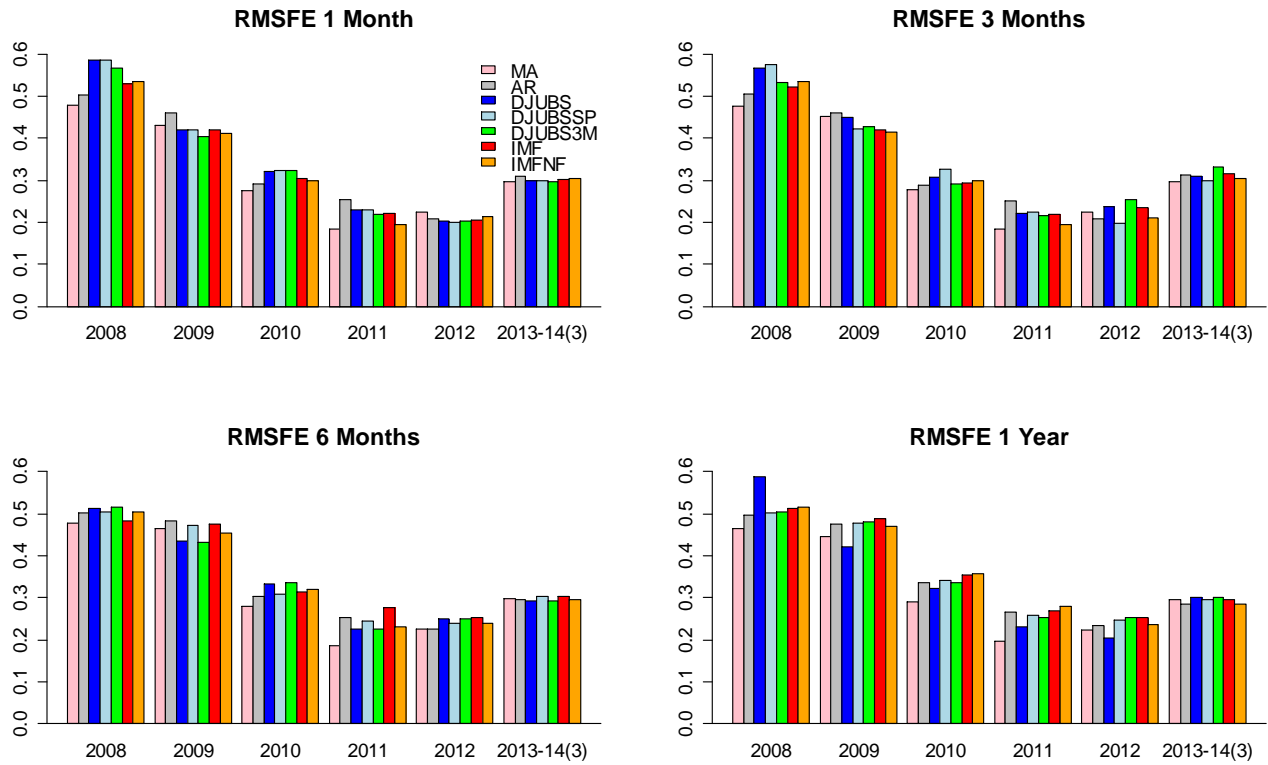 RMSFE 1 Month
0.0 0.1 0.2 0.3 0.4 0.5 0.6
MA
AR
DJUBS
DJUBSSP
DJUBS3M
IMF
IMFNF
2008 2009 2010 2011 2012 2013-14(3)
RMSFE 3 Months
0.0 0.1 0.2 0.3 0.4 0.5 0.6
2008 2009 2010 2011 2012 2013-14(3)
RMSFE 6 Months
0.0 0.1 0.2 0.3 0.4 0.5 0.6
2008 2009 2010 2011 2012 2013-14(3)
RMSFE 1 Year
0.0 0.1 0.2 0.3 0.4 0.5 0.6
2008 2009 2010 2011 2012 2013-14(3)